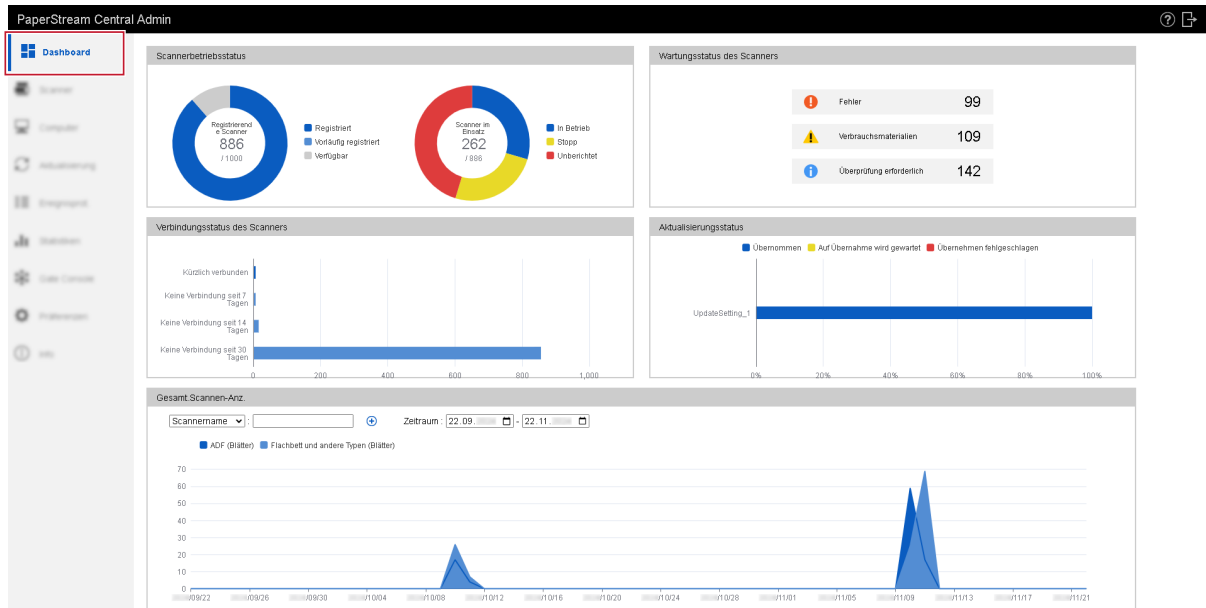 PaperStream Central Admin
Dashboard
Scanner
Computer
Aktualisierung
Statistiken
Präferenzen
Info
Scannerbetriebsstatus
Registrierend
e Scanner
886
/ 1000
Registriert
Vorläufig registriert
Verfügbar
Scanner im
Einsatz
262
/ 886
In Betrieb
Stopp
Unberichtet
Wartungsstatus des Scanners
Fehler 99
Verbrauchsmaterialien 109
Überprüfung erforderlich 142
Verbindungsstatus des Scanners
Kürzlich verbunden
Keine Verbindung seit 7
Tagen
Keine Verbindung seit 14
Tagen
Keine Verbindung seit 30
Tagen
0 200 400 600 800 1,000
Aktualisierungsstatus
Übernommen Auf Übernahme wird gewartet Übernehmen fehlgeschlagen
UpdateSetting_1
0% 20% 40% 60% 80% 100%
Gesamt.Scannen-Anz.
Scannername : Zeitraum : 22.09. - 22.11.
ADF (Blätter) Flachbett und andere Typen (Blätter)
70
60
50
40
30
20
10
0
/09/22 /09/26 /09/30 /10/04 /10/08 /10/12 /10/16 /10/20 /10/24 /10/28 /11/01 /11/05 /11/09 /11/13 /11/17 /11/21